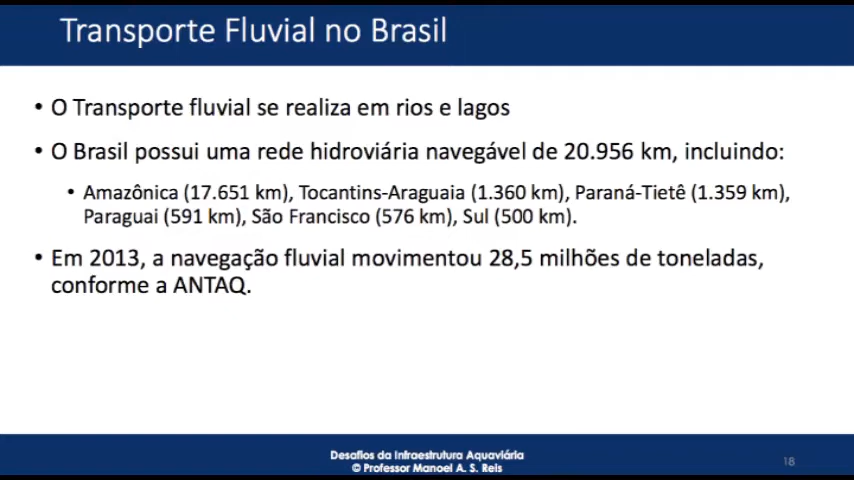 Transporte Fluvial no Brasil
• O Transporte fluvial se realiza em rios e lagos
• O Brasil possui uma rede hidroviária navegável de 20.956 km, incluindo:
• Amazônica (17.651 km), Tocantins-Araguaia (1.360 km), Paraná-Tietê (1.359 km),
Paraguai (591 km), São Francisco (576 km), Sul (500 km).
• Em 2013, a navegação fluvial movimentou 28,5 milhões de toneladas,
conforme a ANTAQ.
Desafios da Infraestrutura Aquaviária
© Professor Manoel A. S. Reis
18